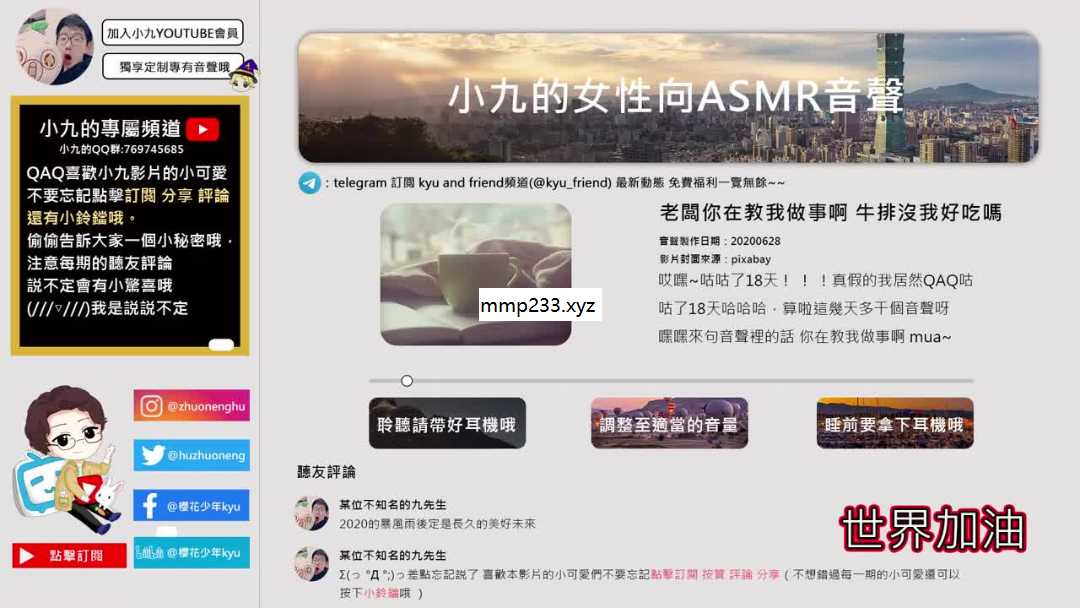 加入小九YOUTUBE會員
獨享定制專有音聲哦
小九的專屬頻道
小九的QQ群:769745685
QAQ喜歡小九影片的小可愛
不要忘記點擊訂閱 分享 評論
還有小鈴鐺哦。
偷偷告訴大家一個小秘密哦，
注意每期的聽友評論
説不定會有小驚喜哦
(///▿///)我是説説不定
@zhuonenghu
@huzhuoneng
@櫻花少年kyu
點擊訂閱
@櫻花少年kyu
小九的女性向ASMR音聲
：telegram 訂閱 kyu and friend頻道(@kyu_friend) 最新動態 免費福利一覽無餘~~
老闆你在教我做事啊 牛排沒我好吃嗎
音聲製作日期：20200628
影片封面來源：pixabay
哎嘿~咕咕了18天！！！真假的我居然QAQ咕
咕了18天哈哈哈，算啦這幾天多干個音聲呀
嘿嘿來句音聲裡的話 你在教我做事啊 mua~
mmp233.xyz
聆聽請帶好耳機哦
調整至適當的音量
睡前要拿下耳機哦
聽友評論
某位不知名的九先生
2020的暴風雨後定是長久的美好未來
某位不知名的九先生
Σ(っ °Д °;)っ差點忘記説了 喜歡本影片的小可愛們不要忘記點擊訂閱 按贊 評論 分享（不想錯過每一期的小可愛還可以
按下小鈴鐺哦 ）
世界加油